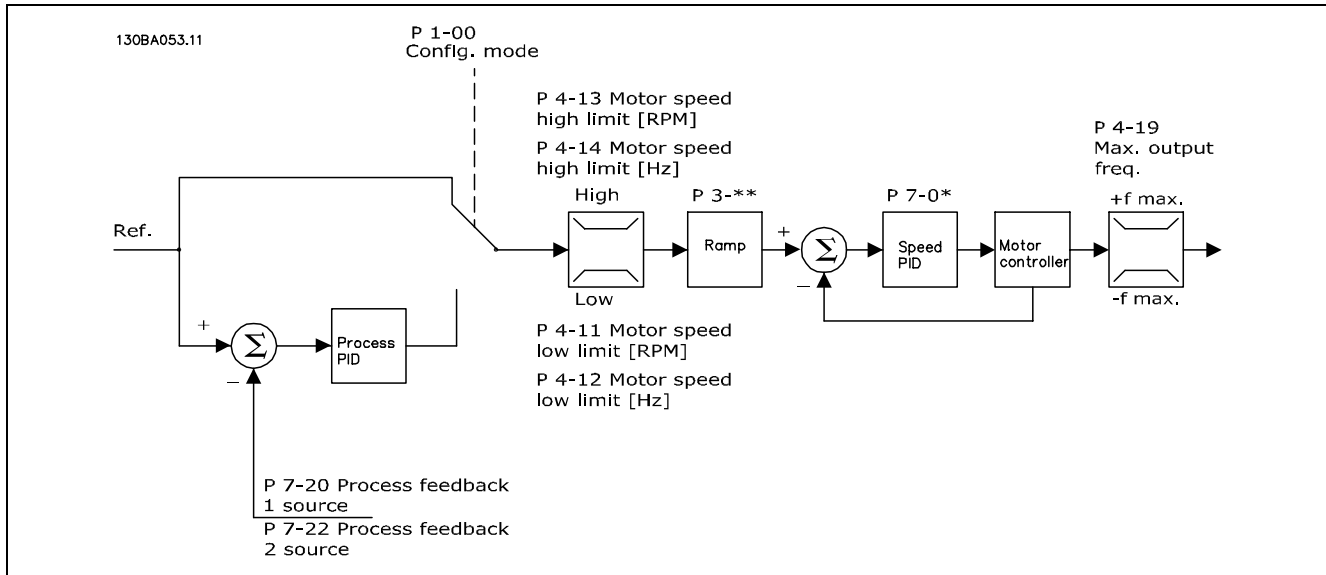 130BA053.11
P 1-00
Config. mode
P 4-13 Motor speed
high limit [RPM]
P 4-14 Motor speed
high limit [Hz]
P 4-19
Max. output
freq.
High
P 3-**
P 7-0*
+f max.
Ref.
+
Ramp
Σ
Speed
PID
Motor
controller
−
Low
-f max.
+
Σ
Process
PID
−
P 4-11 Motor speed
low limit [RPM]
P 4-12 Motor speed
low limit [Hz]
P 7-20 Process feedback
1 source
P 7-22 Process feedback
2 source